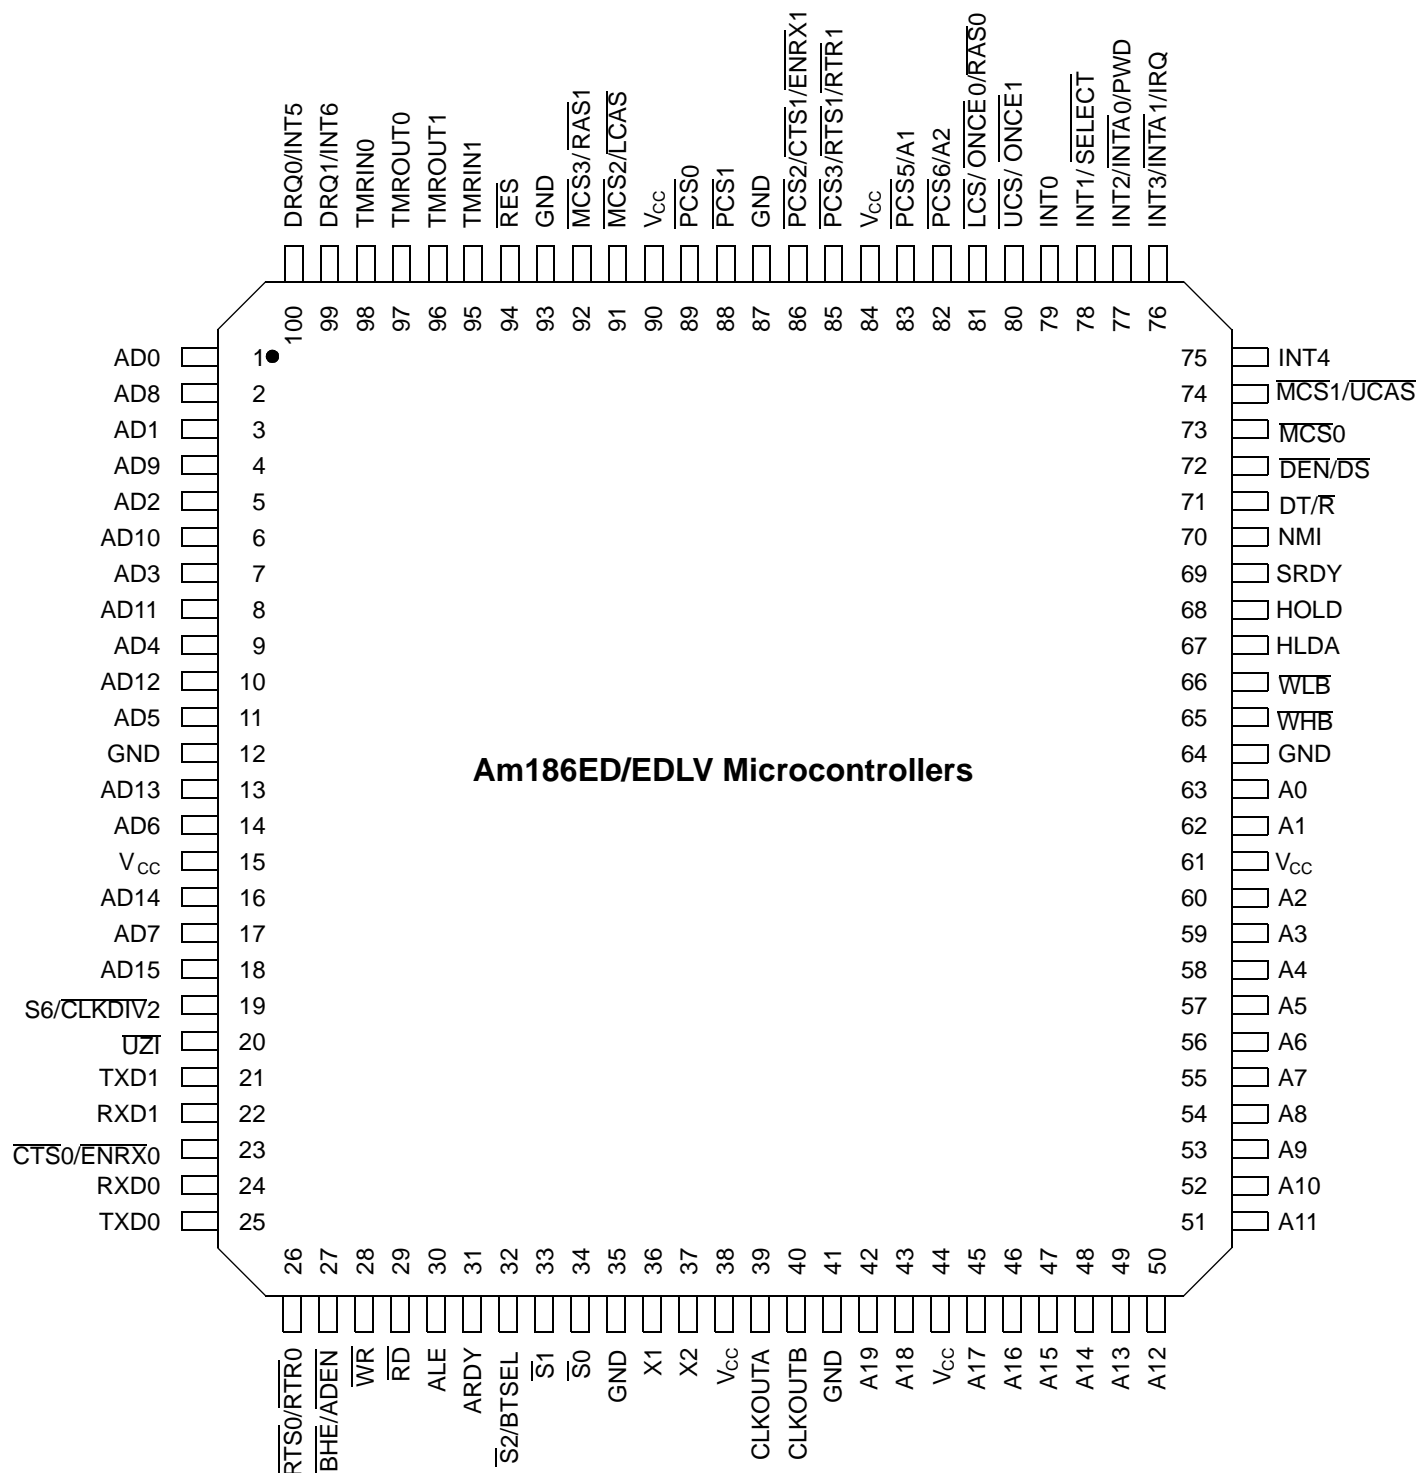 DRQ0/INT5
DRQ1/INT6
TMRIN0
TMROUT0
TMROUT1
TMRIN1
RES
GND
MCS3/RAS1
MCS2/LCAS
VCC
PCS0
PCS1
GND
PCS2/CTS1/ENRX1
PCS3/RTS1/RTR1
VCC
PCS5/A1
PCS6/A2
LCS/ ONCE0/RAS0
UCS/ ONCE1
INT0
INT1/SELECT
INT2/INTA0/PWD
INT3/INTA1/IRQ
100
99
98
97
96
95
94
93
92
91
90
89
88
87
86
85
84
83
82
81
80
79
78
77
76
AD0 1
AD8 2
AD1 3
AD9 4
AD2 5
AD10 6
AD3 7
AD11 8
AD4 9
AD12 10
AD5 11
GND 12
AD13 13
AD6 14
VCC 15
AD14 16
AD7 17
AD15 18
S6/CLKDIV2 19
UZI 20
TXD1 21
RXD1 22
CTS0/ENRX0 23
RXD0 24
TXD0 25
Am186ED/EDLV Microcontrollers
75 INT4
74 MCS1/UCAS
73 MCS0
72 DEN/DS
71 DT/R
70 NMI
69 SRDY
68 HOLD
67 HLDA
66 WLB
65 WHB
64 GND
63 A0
62 A1
61 VCC
60 A2
59 A3
58 A4
57 A5
56 A6
55 A7
54 A8
53 A9
52 A10
51 A11
26
27
28
29
30
31
32
33
34
35
36
37
38
39
40
41
42
43
44
45
46
47
48
49
50
RTS0/RTR0
BHE/ADEN
WR
RD
ALE
ARDY
S2/BTSEL
S1
S0
GND
X1
X2
VCC
CLKOUTA
CLKOUTB
GND
A19
A18
VCC
A17
A16
A15
A14
A13
A12